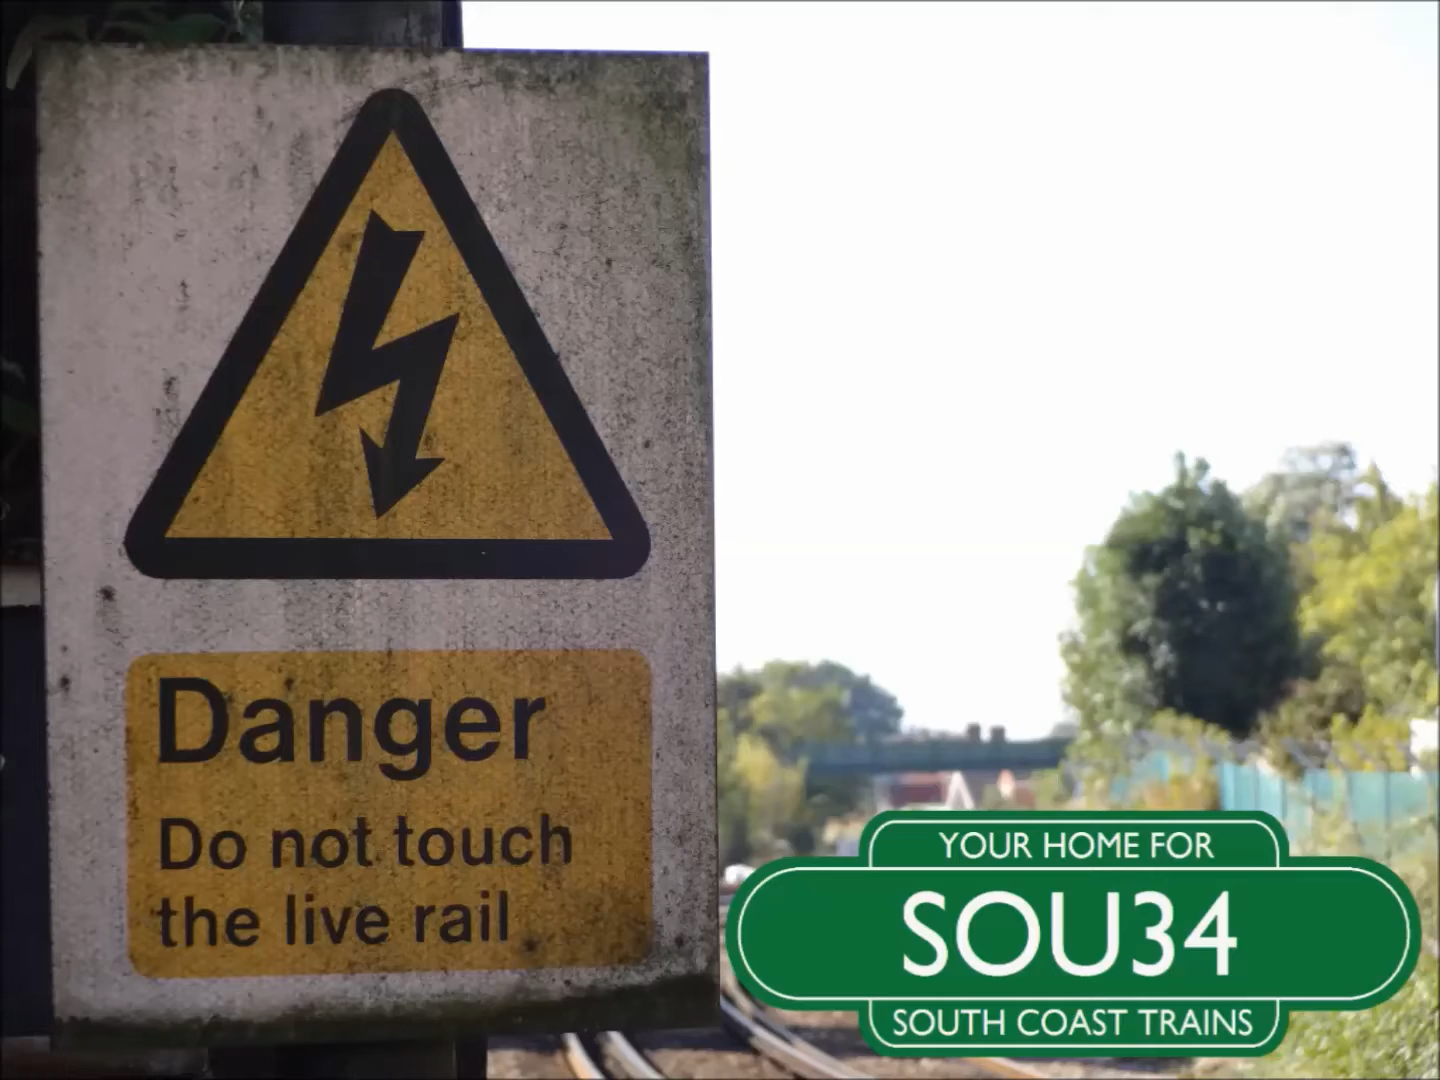 Danger
Do not touch
the live rail
YOUR HOME FOR
SOU34
SOUTH COAST TRAINS